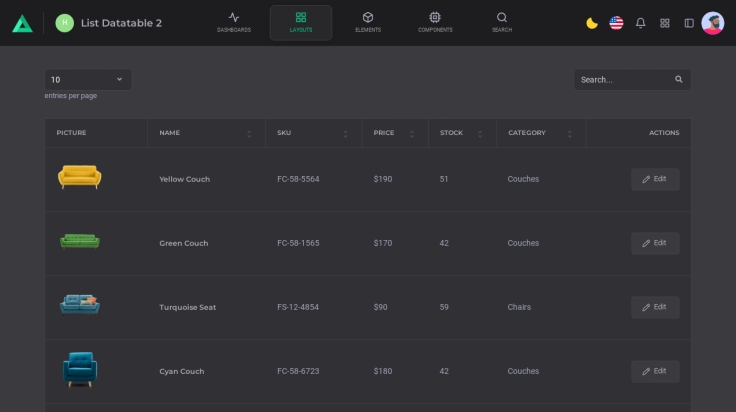 H List Datatable 2
DASHBOARDS LAYOUTS ELEMENTS COMPONENTS SEARCH
10 Search...
entries per page
PICTURE NAME SKU PRICE STOCK CATEGORY ACTIONS
Yellow Couch FC-58-5564 $190 51 Couches Edit
Green Couch FC-58-1565 $170 42 Couches Edit
Turquoise Seat FS-12-4854 $90 59 Chairs Edit
Cyan Couch FC-58-6723 $180 42 Couches Edit